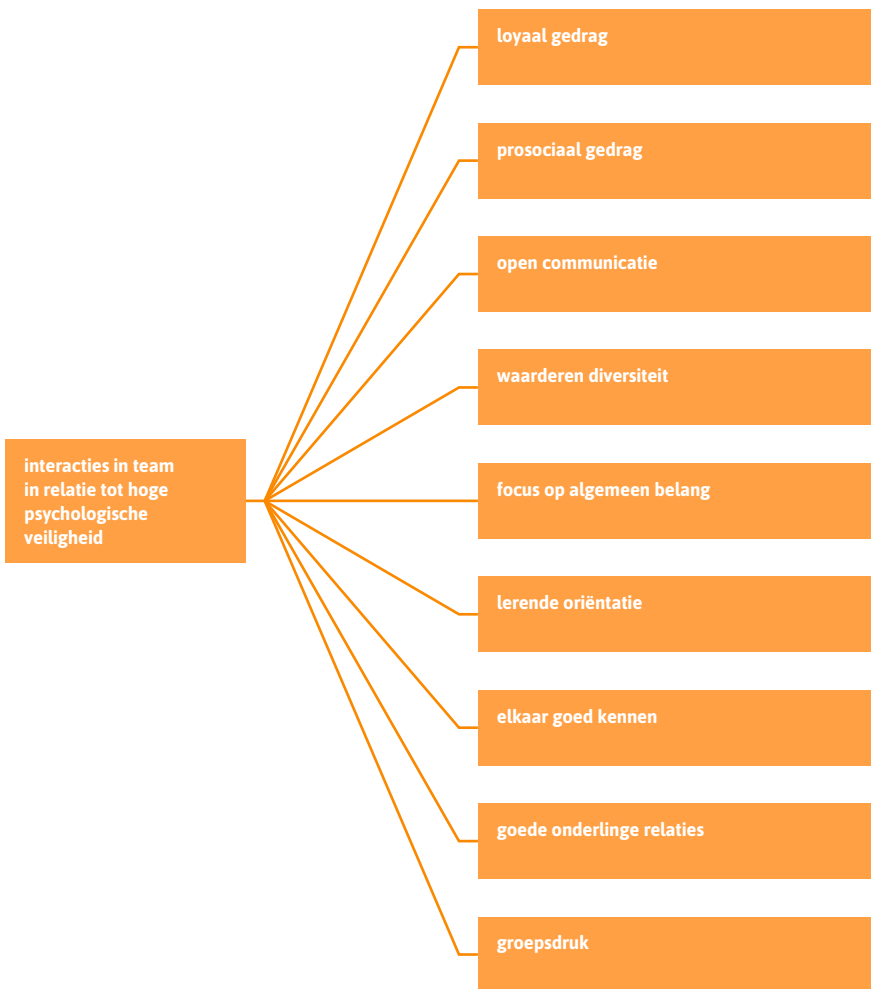 loyaal gedrag
prosociaal gedrag
open communicatie
waarderen diversiteit
interacties in team
in relatie tot hoge
psychologische
veiligheid
focus op algemeen belang
lerende oriëntatie
elkaar goed kennen
goede onderlinge relaties
groepsdruk